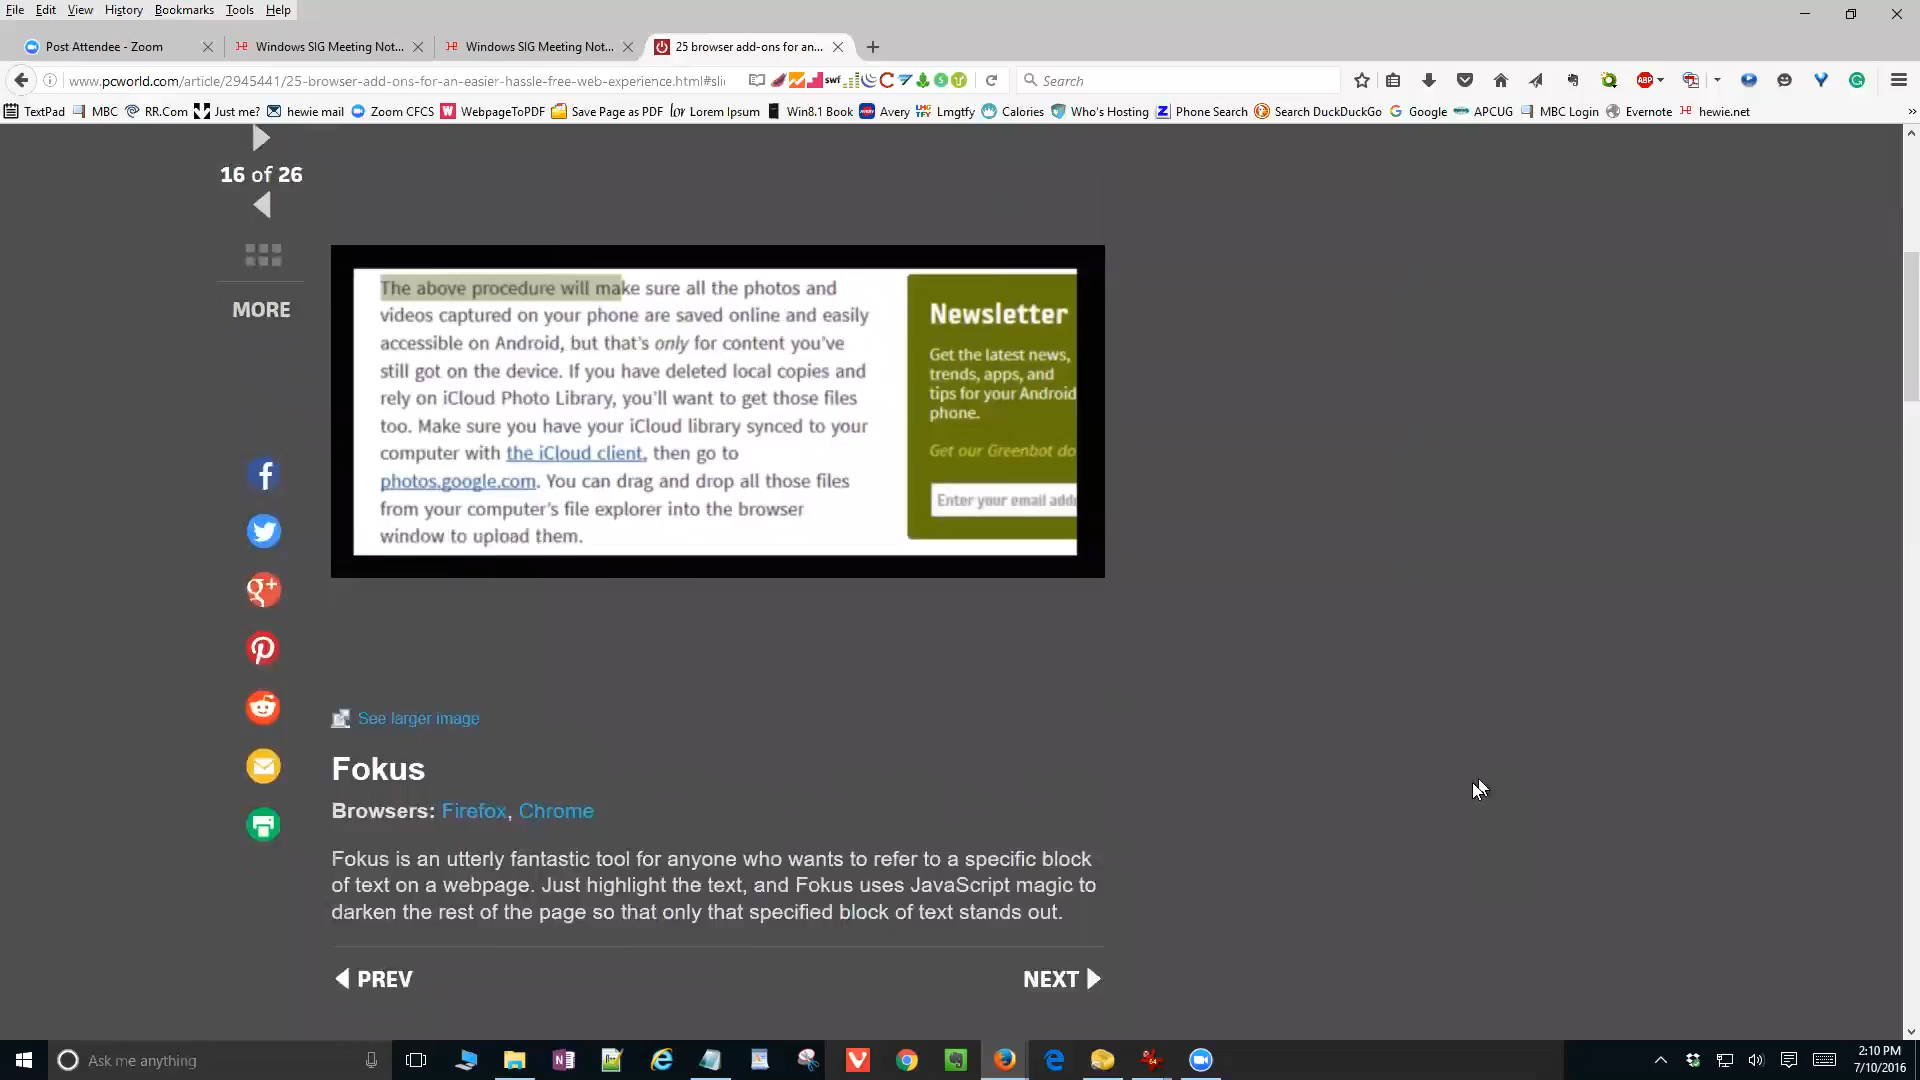 File Edit View History Bookmarks Tools Help
Post Attendee - Zoom
Windows SIG Meeting Not...
Windows SIG Meeting Not...
25 browser add-ons for an...
www.pcworld.com/article/2945441/25-browser-add-ons-for-an-easier-hassle-free-web-experience.html#slic
swf
Search
ABP
TextPad MBC RR.Com Just me? hewie mail Zoom CFCS WebpageToPDF Save Page as PDF Lorem Ipsum Win8.1 Book Avery Lmgtfy Calories Who's Hosting Phone Search Search DuckDuckGo Google APCUG MBC Login Evernote hewie.net
16 of 26
MORE
The above procedure will make sure all the photos and
videos captured on your phone are saved online and easily
accessible on Android, but that's only for content you've
still got on the device. If you have deleted local copies and
rely on iCloud Photo Library, you'll want to get those files
too. Make sure you have your iCloud library synced to your
computer with the iCloud client, then go to
photos.google.com. You can drag and drop all those files
from your computer's file explorer into the browser
window to upload them.
Newsletter
Get the latest news,
trends, apps, and
tips for your Android
phone.
Get our Greenbot do
Enter your email add
See larger image
Fokus
Browsers: Firefox, Chrome
Fokus is an utterly fantastic tool for anyone who wants to refer to a specific block
of text on a webpage. Just highlight the text, and Fokus uses JavaScript magic to
darken the rest of the page so that only that specified block of text stands out.
PREV
NEXT
Ask me anything
2:10 PM
7/10/2016